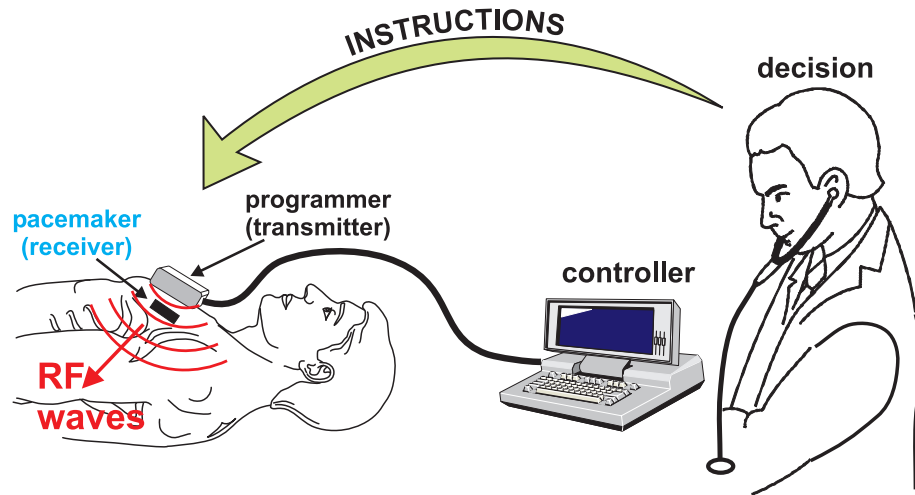 INSTRUCTIONS
decision
programmer
(transmitter)
pacemaker
(receiver)
controller
RF
waves